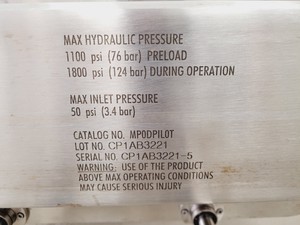 MAX HYDRAULIC PRESSURE
1100 psi (76 bar) PRELOAD
1800 psi (124 bar) DURING OPERATION
MAX INLET PRESSURE
50 psi (3.4 bar)
CATALOG NO. MP0DPILOT
LOT NO. CP1AB3221
SERIAL NO. CP1AB3221-5
WARNING: USE OF THE PRODUCT
ABOVE MAX OPERATING CONDITIONS
MAY CAUSE SERIOUS INJURY